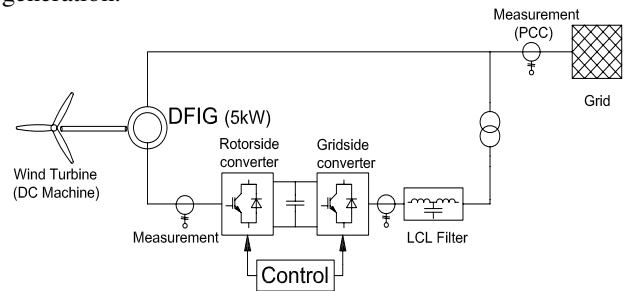 generation.
Measurement
(PCC)
Grid
DFIG (5kW)
Wind Turbine
(DC Machine)
Rotorside
converter
Gridside
converter
Measurement
LCL Filter
Control